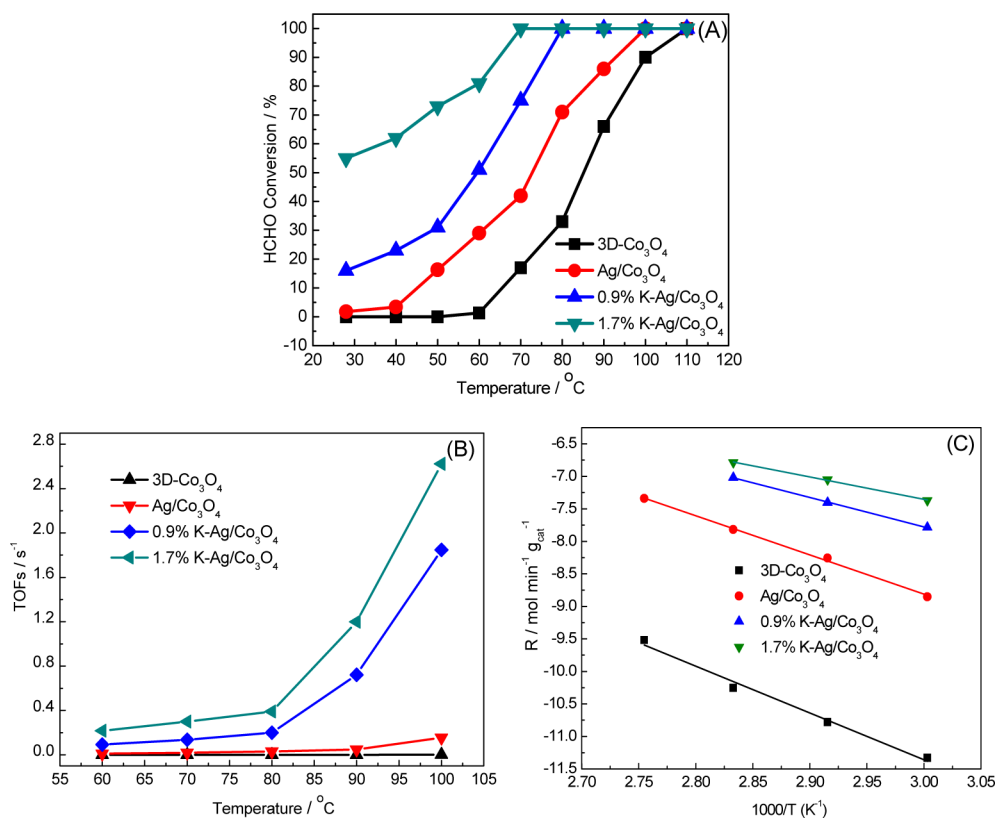 (A)
HCHO Conversion / %
100
90
80
70
60
50
40
30
20
10
0
-10
3D-Co₃O₄
Ag/Co₃O₄
0.9% K-Ag/Co₃O₄
1.7% K-Ag/Co₃O₄
20 30 40 50 60 70 80 90 100 110 120
Temperature / °C
(B)
TOFs / s⁻¹
2.8
2.4
2.0
1.6
1.2
0.8
0.4
0.0
3D-Co₃O₄
Ag/Co₃O₄
0.9% K-Ag/Co₃O₄
1.7% K-Ag/Co₃O₄
55 60 65 70 75 80 85 90 95 100 105
Temperature / °C
(C)
R / mol min⁻¹ g_cat⁻¹
-6.5
-7.0
-7.5
-8.0
-8.5
-9.0
-9.5
-10.0
-10.5
-11.0
-11.5
3D-Co₃O₄
Ag/Co₃O₄
0.9% K-Ag/Co₃O₄
1.7% K-Ag/Co₃O₄
2.70 2.75 2.80 2.85 2.90 2.95 3.00 3.05
1000/T (K⁻¹)